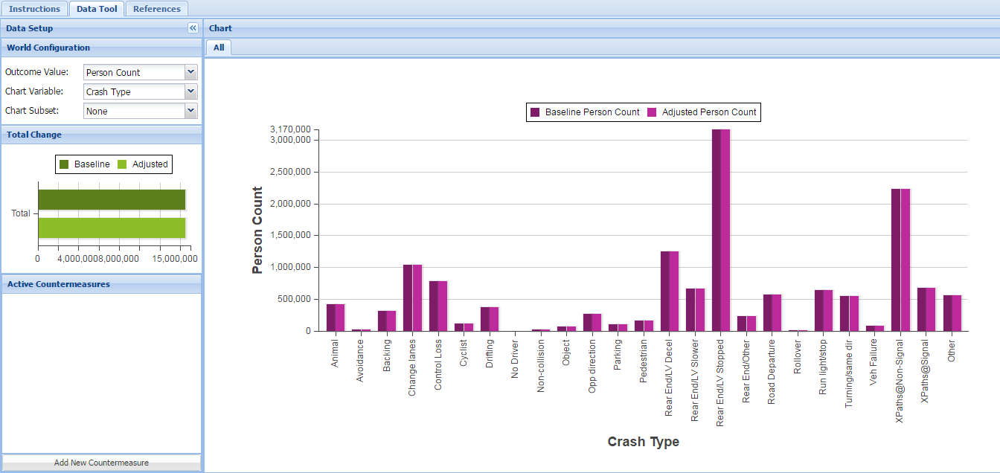 Instructions
Data Tool
References
Data Setup
World Configuration
Outcome Value: Person Count
Chart Variable: Crash Type
Chart Subset: None
Total Change
Baseline Adjusted
Total
0 4,000,000 8,000,000 15,000,000
Active Countermeasures
Add New Countermeasure
Chart
All
Baseline Person Count Adjusted Person Count
Person Count
3,170,000
3,000,000
2,500,000
2,000,000
1,500,000
1,000,000
500,000
0
Animal
Avoidance
Backing
Change lanes
Control Loss
Cyclist
Drifting
No Driver
Non-collision
Object
Opp direction
Parking
Pedestrian
Rear End/LV Decel
Rear End/LV Slower
Rear End/LV Stopped
Rear End/Other
Road Departure
Rollover
Run light/stop
Turning/same dir
Veh Failure
XPaths@Non-Signal
XPaths@Signal
Other
Crash Type